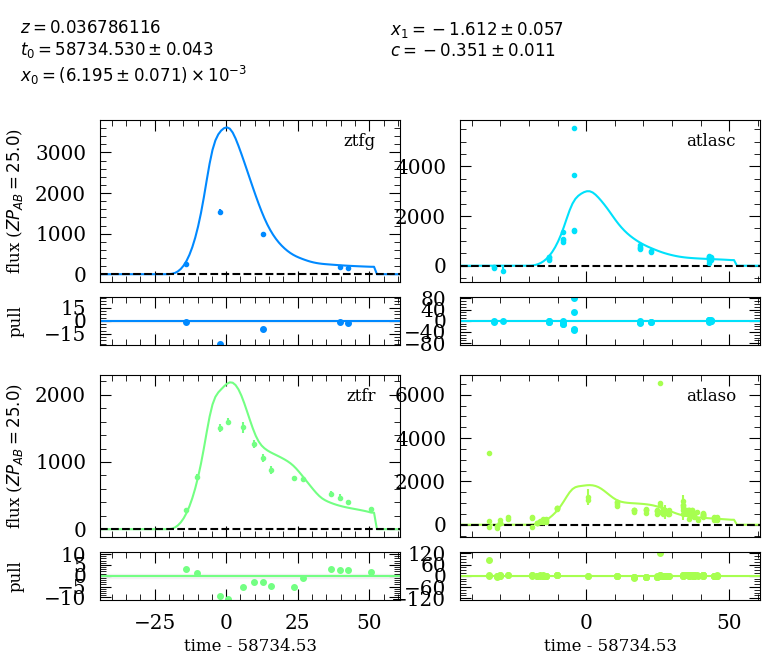 z = 0.036786116
t₀ = 58734.530 ± 0.043
x₀ = (6.195 ± 0.071) × 10⁻³
x₁ = −1.612 ± 0.057
c = −0.351 ± 0.011
ztfg
flux (ZP_AB = 25.0)
3000
2000
1000
0
atlasc
4000
2000
0
pull
15
0
−15
80
40
0
−40
−80
ztfr
flux (ZP_AB = 25.0)
2000
1000
0
atlaso
6000
4000
2000
0
pull
10
5
0
−5
−10
120
60
0
−60
−120
−25
0
25
50
time - 58734.53
0
50
time - 58734.53